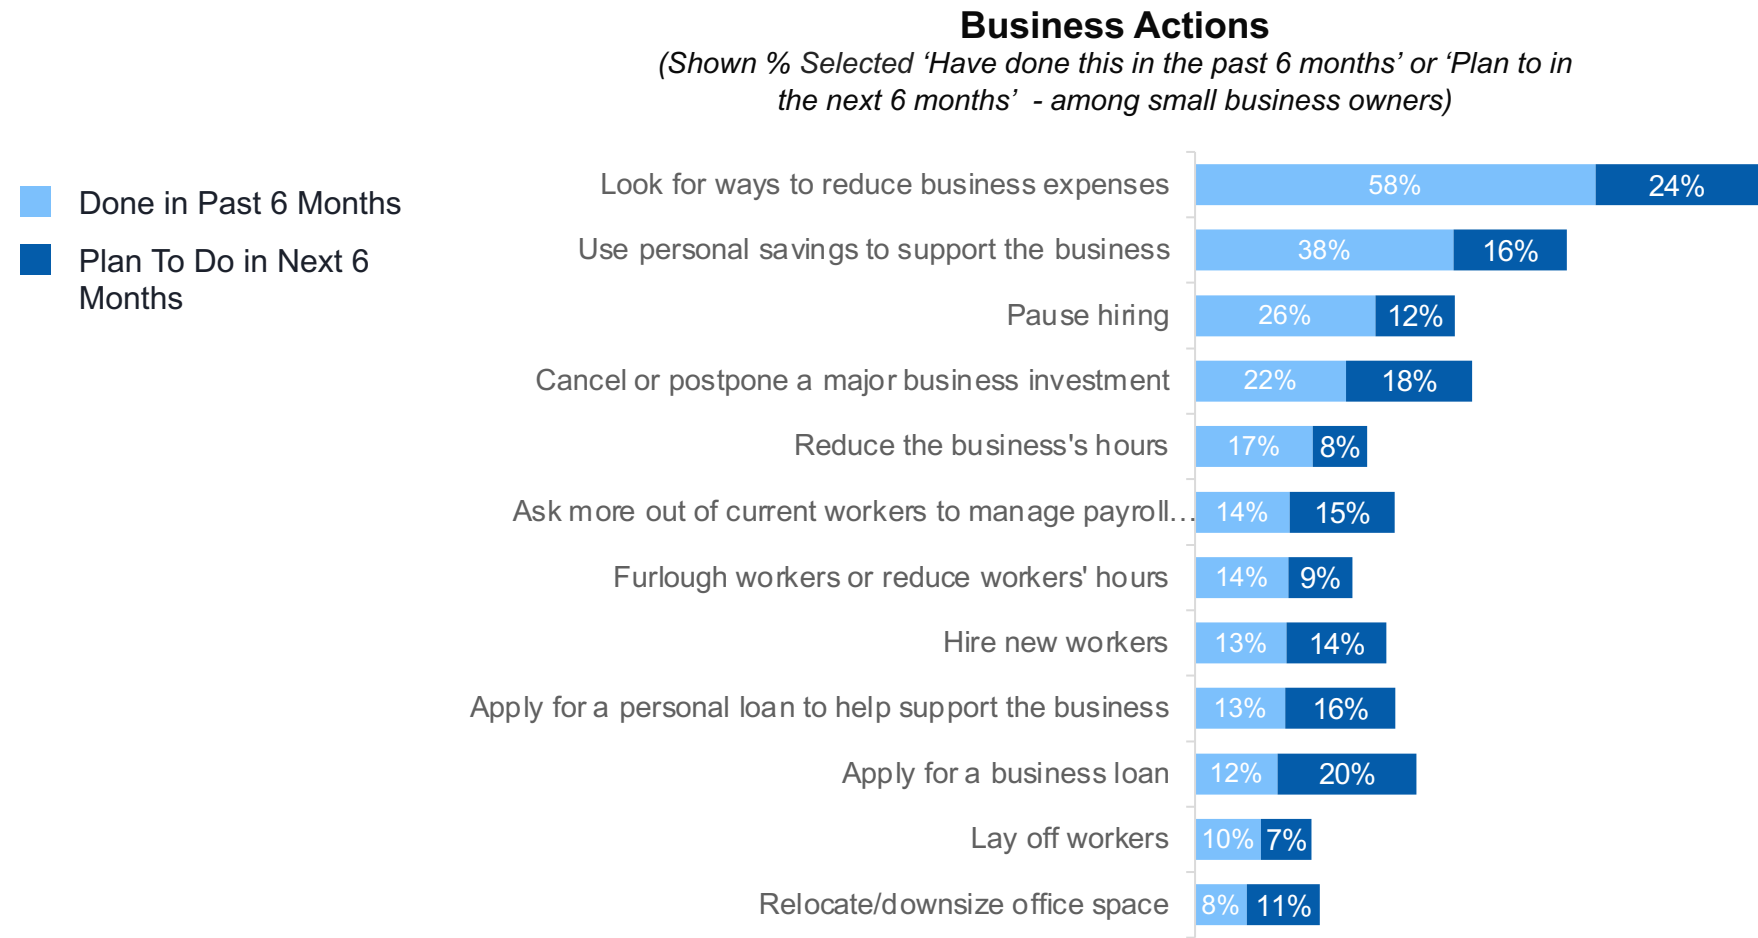 Business Actions
(Shown % Selected ‘Have done this in the past 6 months’ or ‘Plan to in
the next 6 months’ - among small business owners)
Done in Past 6 Months
Plan To Do in Next 6
Months
Look for ways to reduce business expenses 58% 24%
Use personal savings to support the business 38% 16%
Pause hiring 26% 12%
Cancel or postpone a major business investment 22% 18%
Reduce the business's hours 17% 8%
Ask more out of current workers to manage payroll… 14% 15%
Furlough workers or reduce workers' hours 14% 9%
Hire new workers 13% 14%
Apply for a personal loan to help support the business 13% 16%
Apply for a business loan 12% 20%
Lay off workers 10% 7%
Relocate/downsize office space 8% 11%